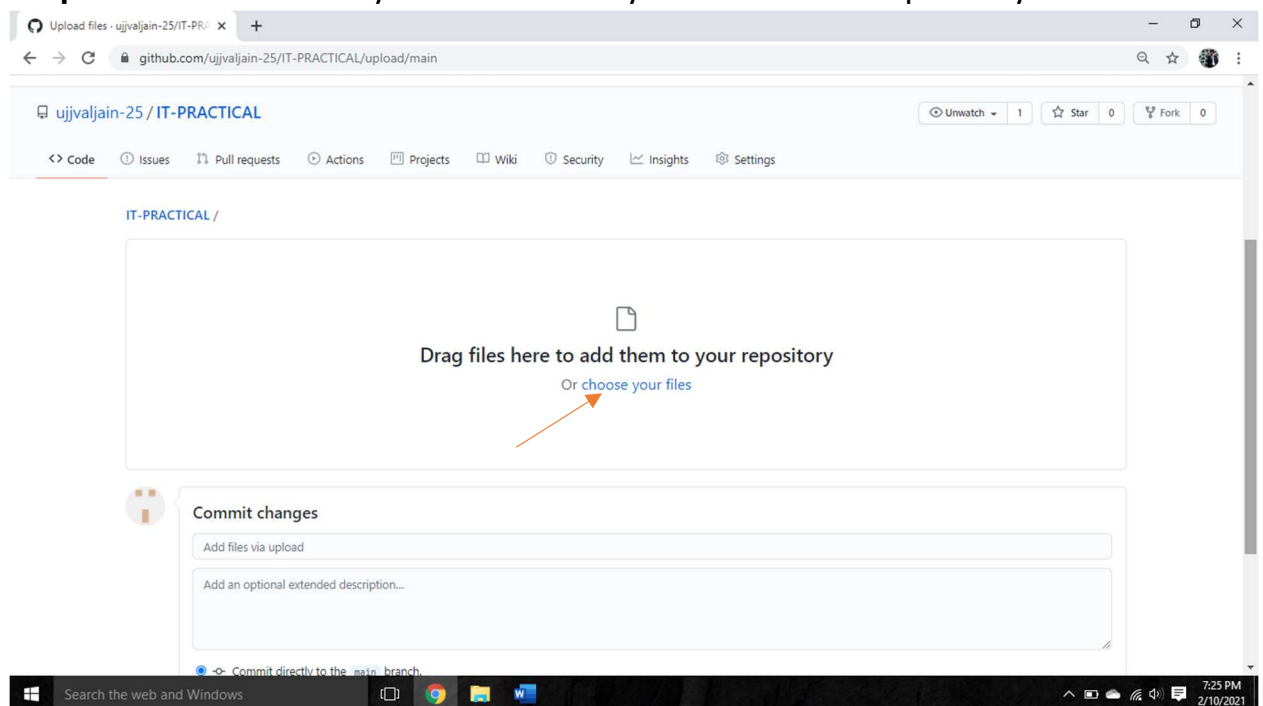 Upload files · ujjvaljain-25/IT-PRA
github.com/ujjvaljain-25/IT-PRACTICAL/upload/main
ujjvaljain-25 / IT-PRACTICAL
Unwatch 1 Star 0 Fork 0
<> Code Issues Pull requests Actions Projects Wiki Security Insights Settings
IT-PRACTICAL /
Drag files here to add them to your repository
Or choose your files
Commit changes
Add files via upload
Add an optional extended description...
Commit directly to the main branch.
Search the web and Windows
7:25 PM
2/10/2021